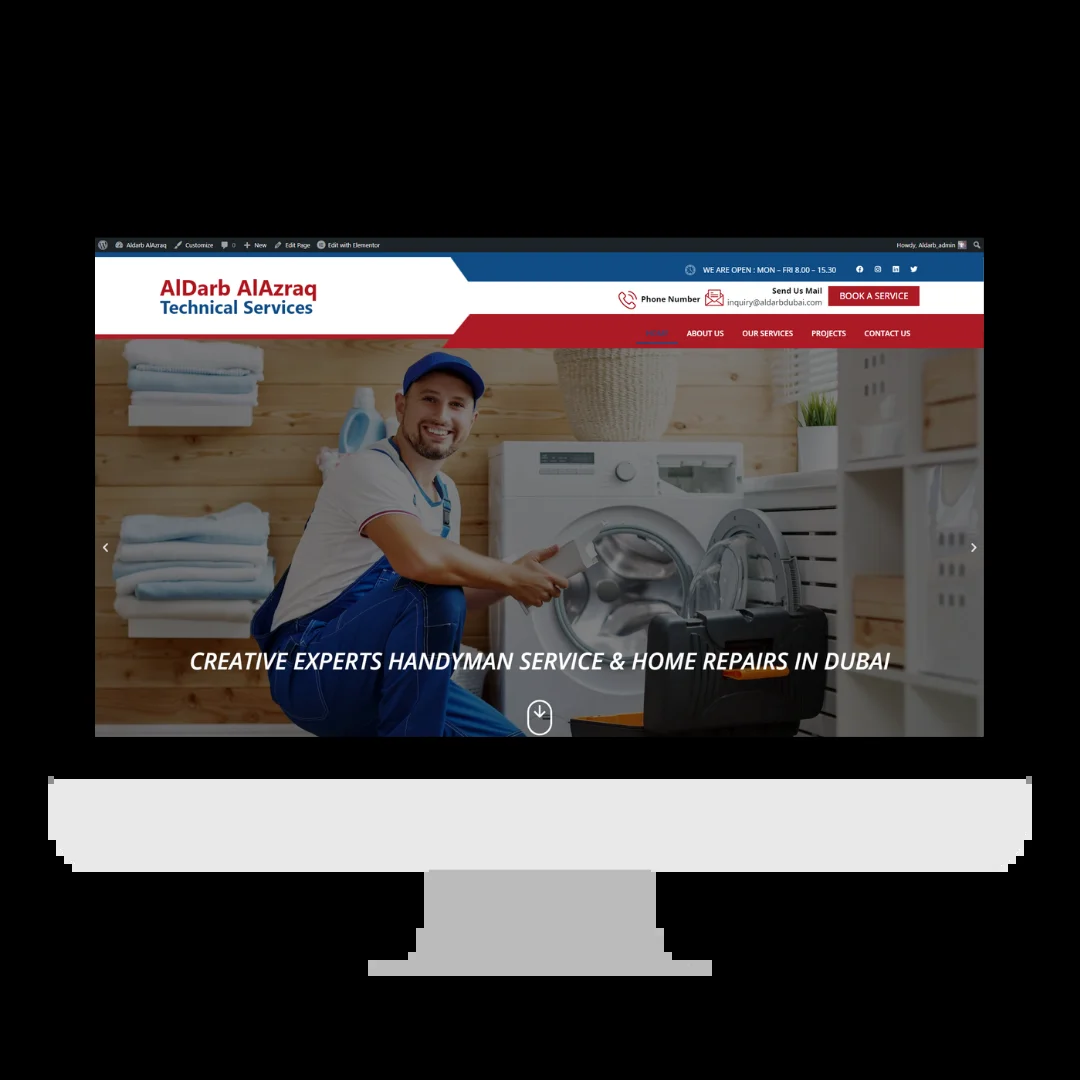 Aldarb AlAzraq Customize 0 New Edit Page Edit with Elementor Howdy, Aldarb_admin
WE ARE OPEN : MON – FRI 8.00 – 15.30
AlDarb AlAzraq
Technical Services
Phone Number
Send Us Mail
inquiry@aldarbdubai.com
BOOK A SERVICE
HOME ABOUT US OUR SERVICES PROJECTS CONTACT US
CREATIVE EXPERTS HANDYMAN SERVICE & HOME REPAIRS IN DUBAI